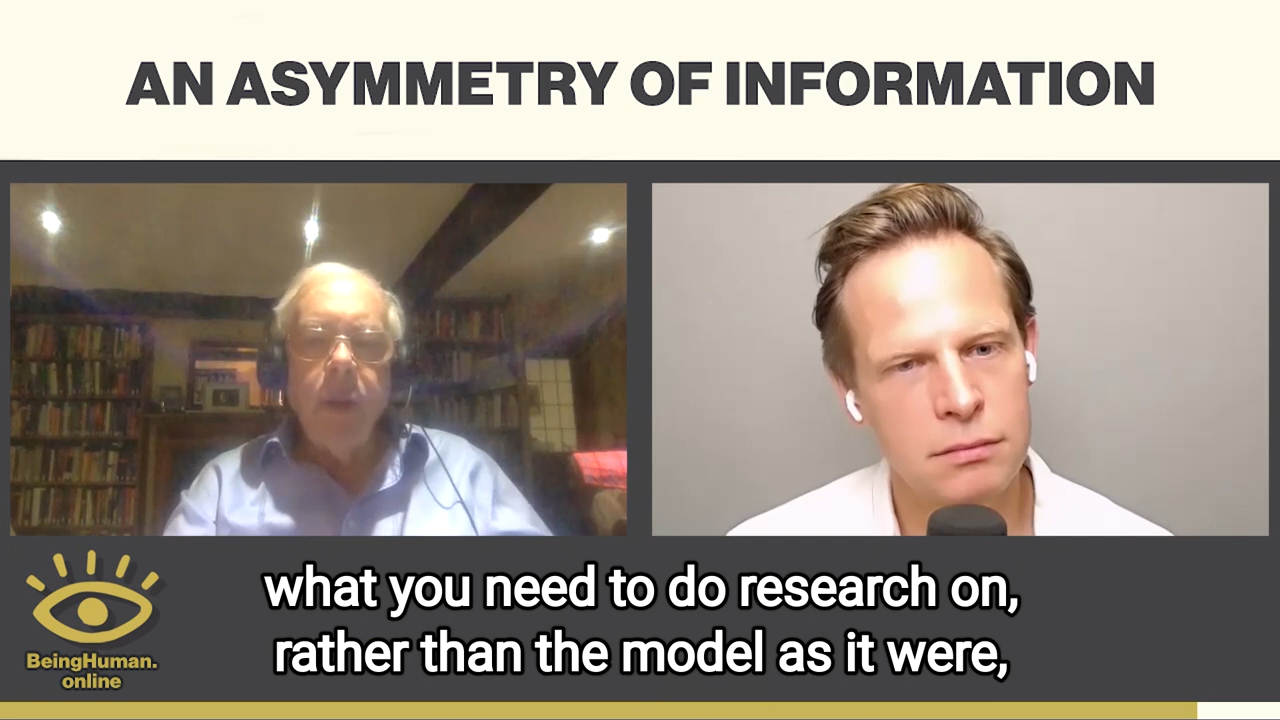 AN ASYMMETRY OF INFORMATION
what you need to do research on,
rather than the model as it were,
BeingHuman.
online